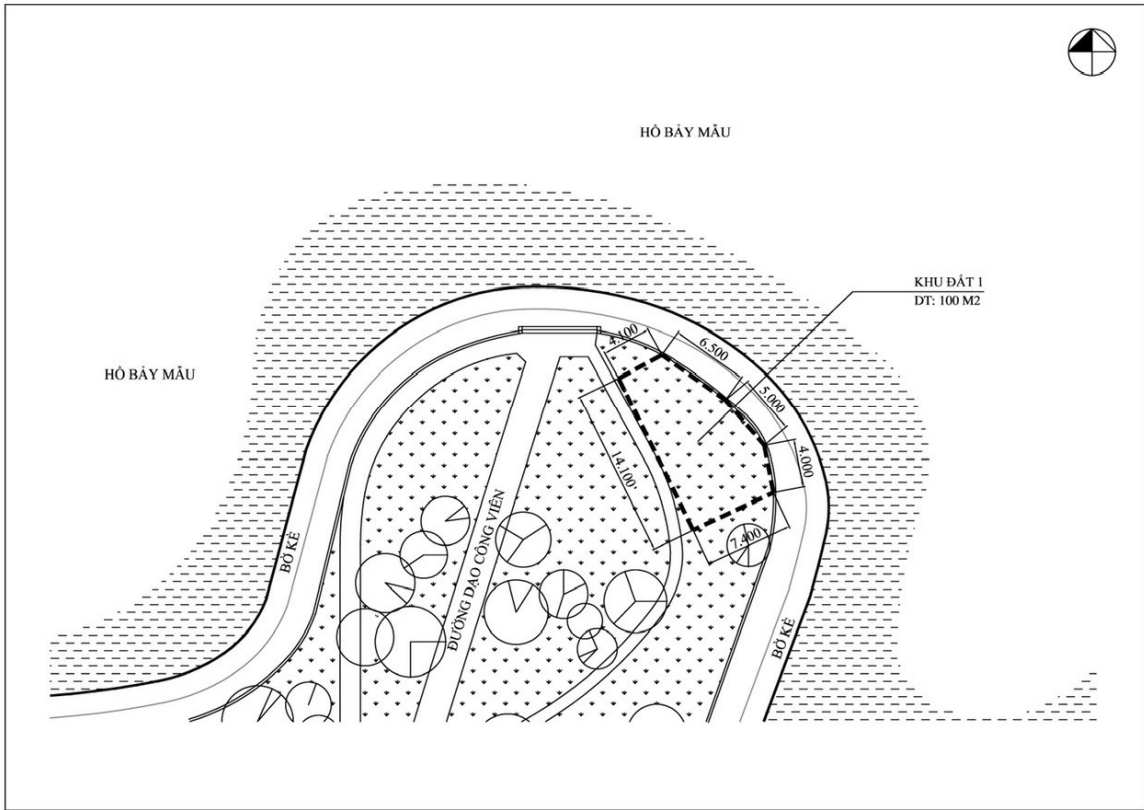 HỒ BẢY MẪU
KHU ĐẤT 1
DT: 100 M2
4.100
6.500
HỒ BẢY MẪU
5.000
4.000
14.100
7.400
BỜ KÈ
ĐƯỜNG DẠO CÔNG VIÊN
BỜ KÈ